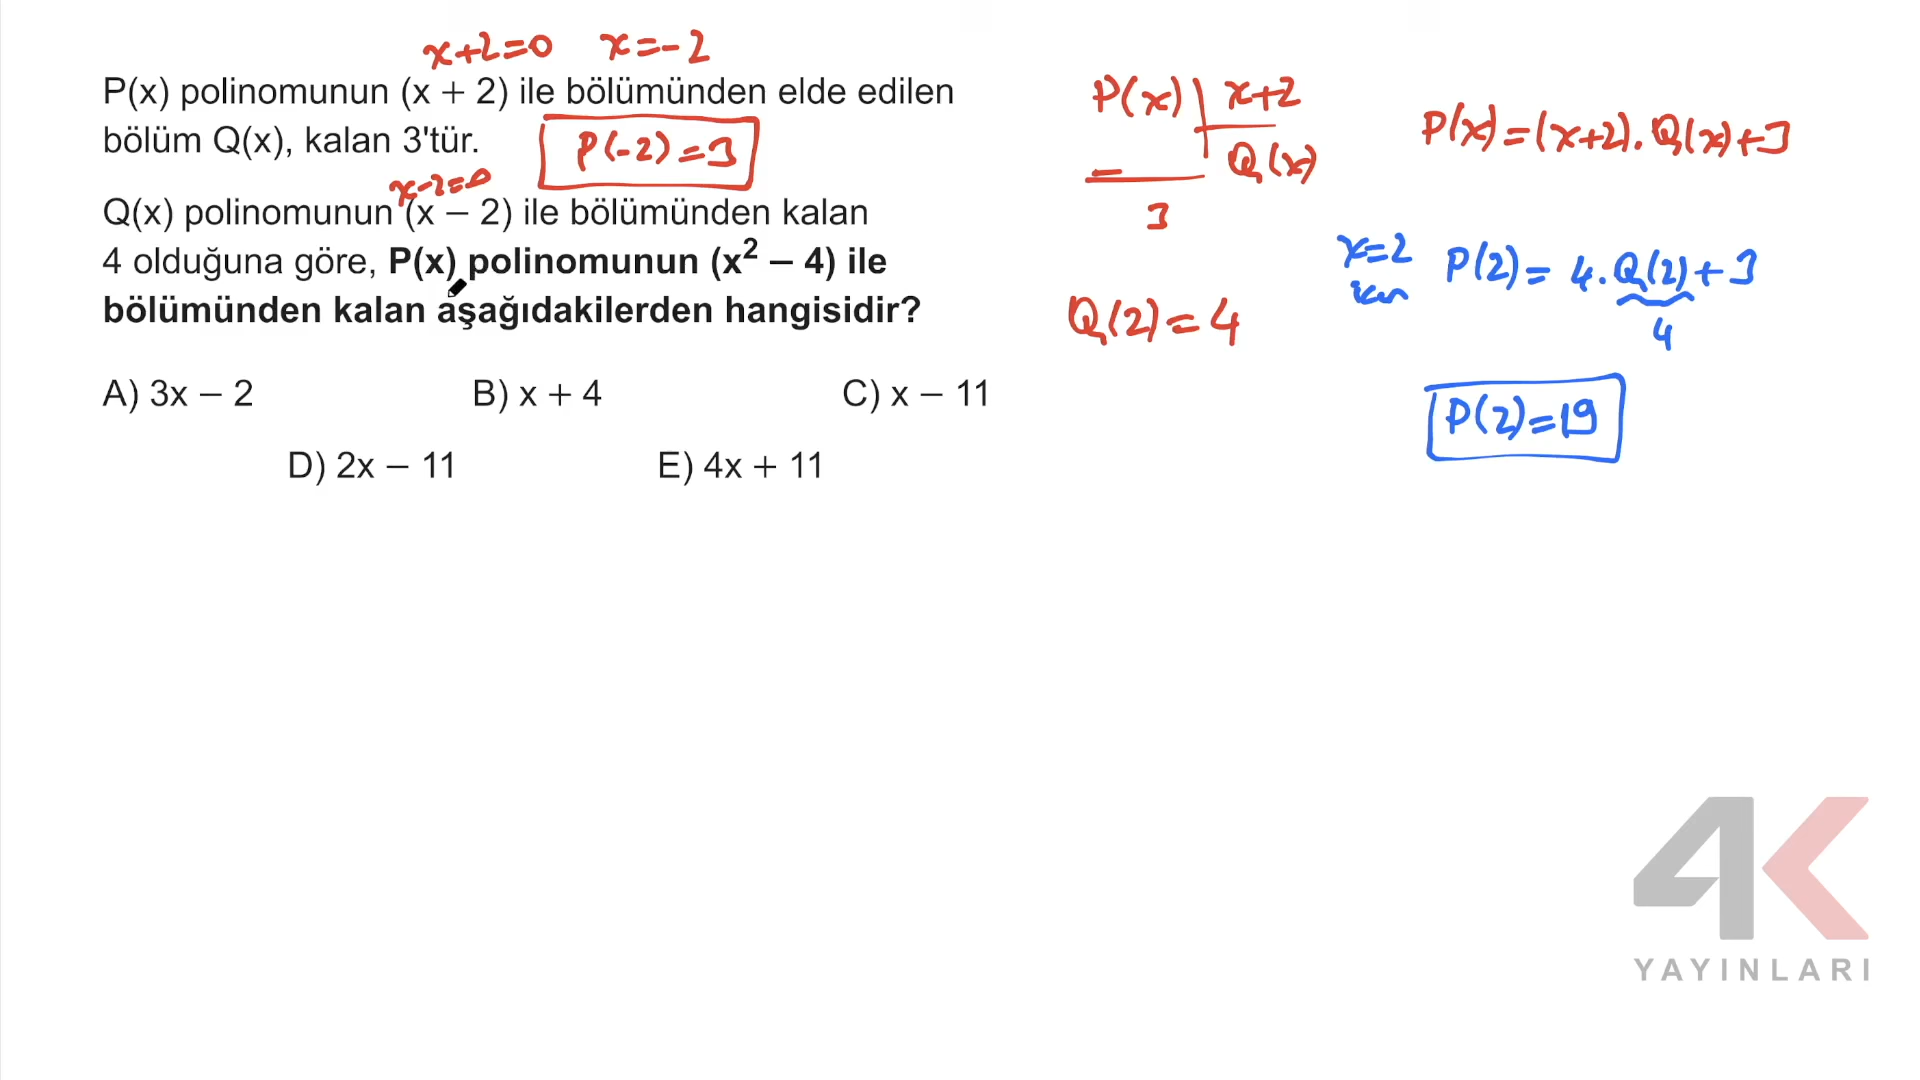 x+2=0 x=-2
P(x) polinomunun (x + 2) ile bölümünden elde edilen
bölüm Q(x), kalan 3'tür.
P(-2)=3
x-2=0
Q(x) polinomunun (x – 2) ile bölümünden kalan
4 olduğuna göre, P(x) polinomunun (x² – 4) ile
bölümünden kalan aşağıdakilerden hangisidir?
A) 3x – 2 B) x + 4 C) x – 11
D) 2x – 11 E) 4x + 11
P(x) x+2
Q(x)
3
P(x)=(x+2).Q(x)+3
Q(2)=4
x=2 P(2)=4.Q(2)+3
için
4
P(2)=19
4K
YAYINLARI